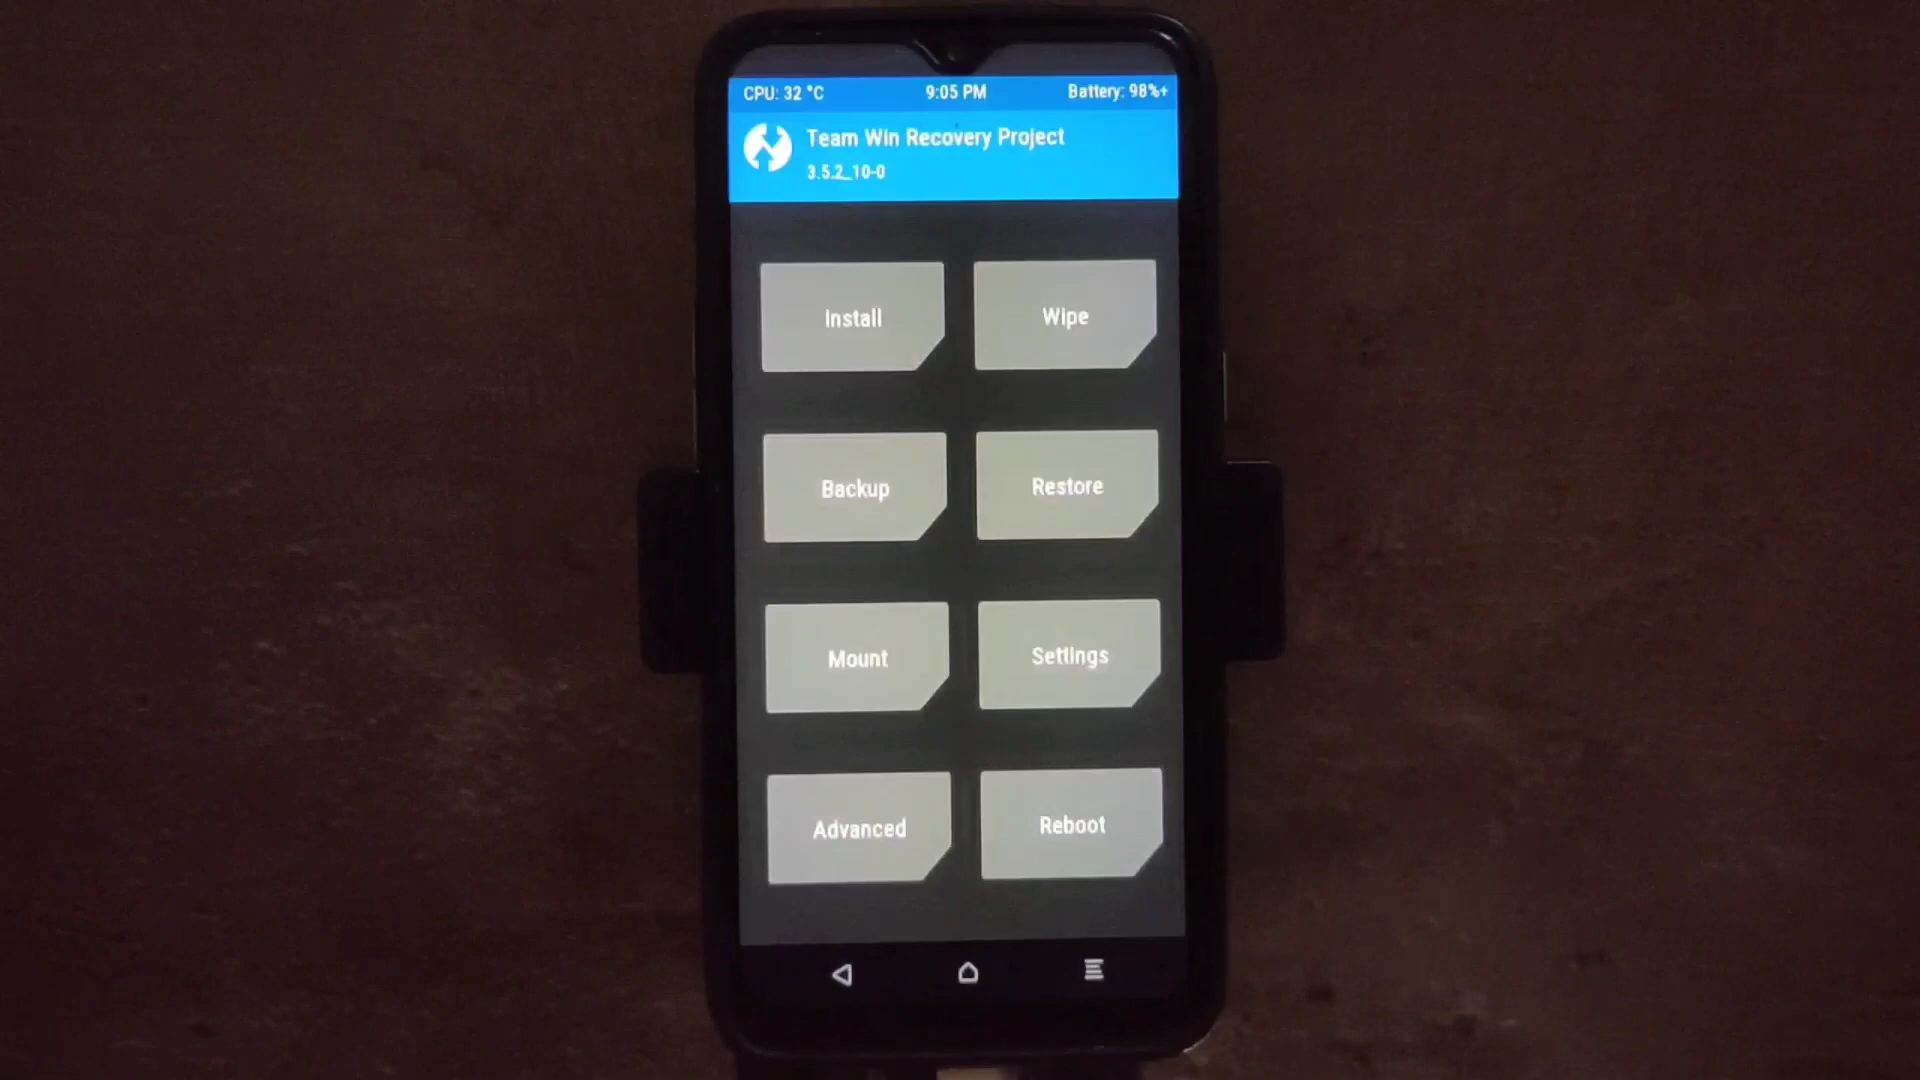 CPU: 32 °C 9:05 PM Battery: 98%+
Team Win Recovery Project
3.5.2_10-0
Install Wipe
Backup Restore
Mount Settings
Advanced Reboot